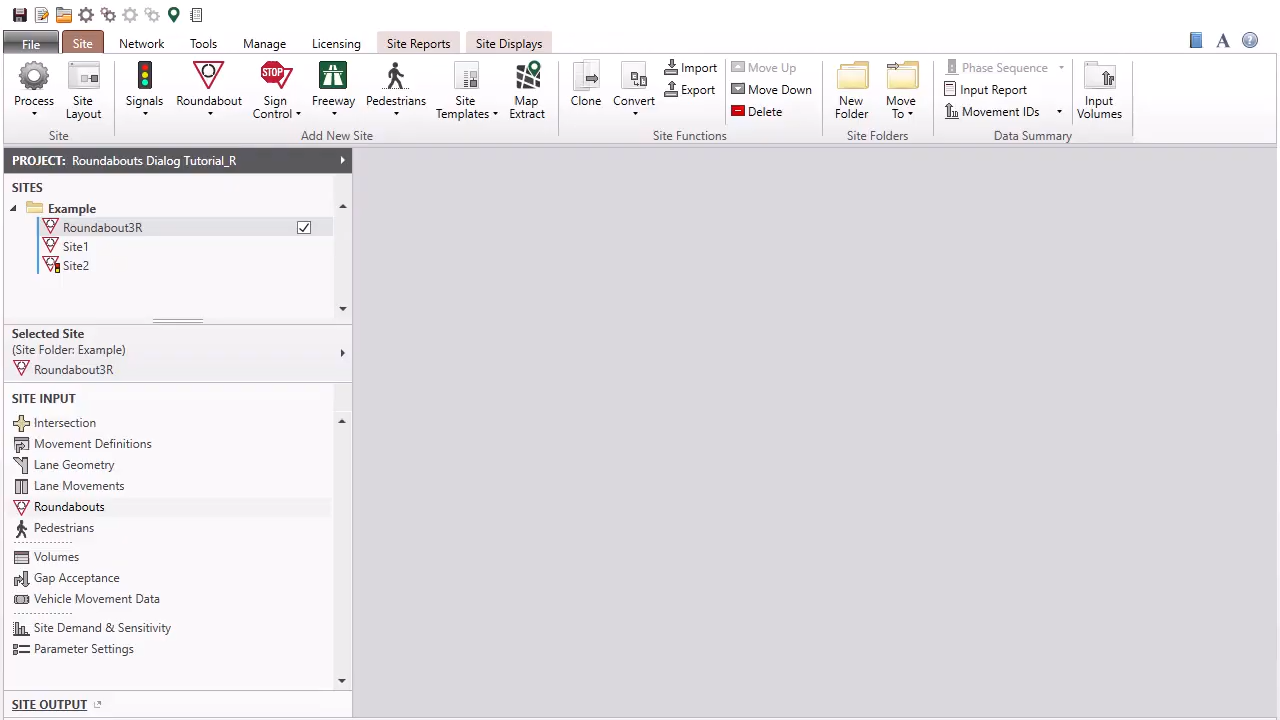 File
Site
Network
Tools
Manage
Licensing
Site Reports
Site Displays
Process
Site Layout
Signals
Roundabout
STOP
Sign Control
Freeway
Pedestrians
Site Templates
Map Extract
Clone
Convert
Import
Export
Move Up
Move Down
Delete
New Folder
Move To
Phase Sequence
Input Report
Movement IDs
Input Volumes
Site
Add New Site
Site Functions
Site Folders
Data Summary
PROJECT: Roundabouts Dialog Tutorial_R
SITES
Example
Roundabout3R
Site1
Site2
Selected Site
(Site Folder: Example)
Roundabout3R
SITE INPUT
Intersection
Movement Definitions
Lane Geometry
Lane Movements
Roundabouts
Pedestrians
Volumes
Gap Acceptance
Vehicle Movement Data
Site Demand & Sensitivity
Parameter Settings
SITE OUTPUT